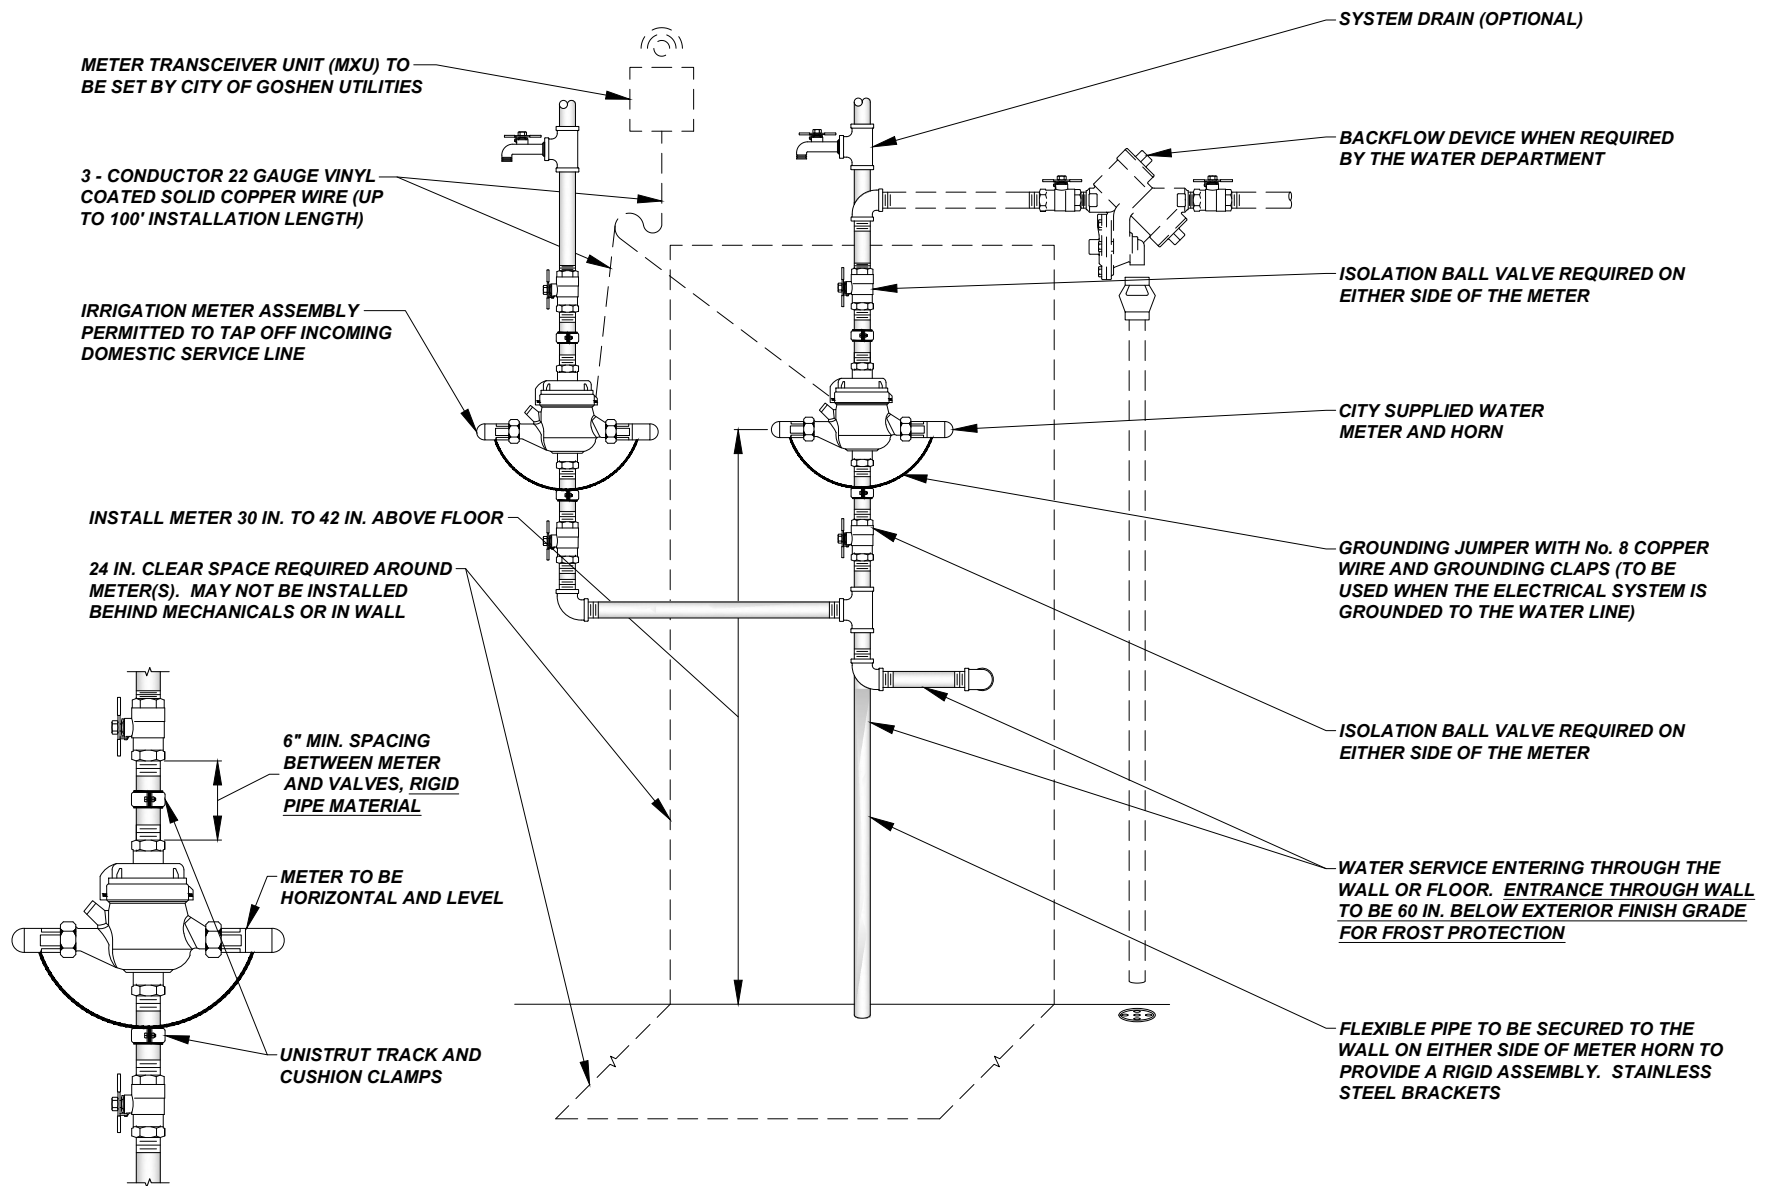 METER TRANSCEIVER UNIT (MXU) TO
BE SET BY CITY OF GOSHEN UTILITIES
3 - CONDUCTOR 22 GAUGE VINYL
COATED SOLID COPPER WIRE (UP
TO 100' INSTALLATION LENGTH)
IRRIGATION METER ASSEMBLY
PERMITTED TO TAP OFF INCOMING
DOMESTIC SERVICE LINE
INSTALL METER 30 IN. TO 42 IN. ABOVE FLOOR
24 IN. CLEAR SPACE REQUIRED AROUND
METER(S). MAY NOT BE INSTALLED
BEHIND MECHANICALS OR IN WALL
6" MIN. SPACING
BETWEEN METER
AND VALVES, RIGID
PIPE MATERIAL
METER TO BE
HORIZONTAL AND LEVEL
UNISTRUT TRACK AND
CUSHION CLAMPS
SYSTEM DRAIN (OPTIONAL)
BACKFLOW DEVICE WHEN REQUIRED
BY THE WATER DEPARTMENT
ISOLATION BALL VALVE REQUIRED ON
EITHER SIDE OF THE METER
CITY SUPPLIED WATER
METER AND HORN
GROUNDING JUMPER WITH No. 8 COPPER
WIRE AND GROUNDING CLAPS (TO BE
USED WHEN THE ELECTRICAL SYSTEM IS
GROUNDED TO THE WATER LINE)
ISOLATION BALL VALVE REQUIRED ON
EITHER SIDE OF THE METER
WATER SERVICE ENTERING THROUGH THE
WALL OR FLOOR. ENTRANCE THROUGH WALL
TO BE 60 IN. BELOW EXTERIOR FINISH GRADE
FOR FROST PROTECTION
FLEXIBLE PIPE TO BE SECURED TO THE
WALL ON EITHER SIDE OF METER HORN TO
PROVIDE A RIGID ASSEMBLY. STAINLESS
STEEL BRACKETS